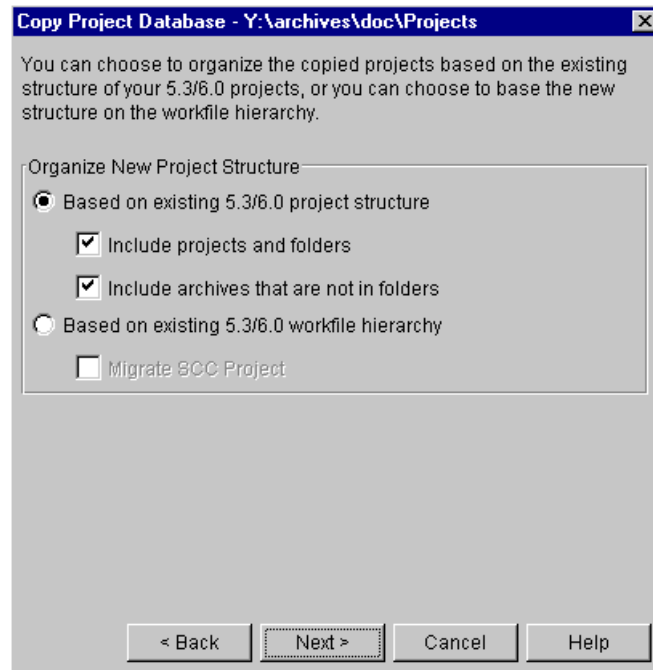 Copy Project Database - Y:\archives\doc\Projects
You can choose to organize the copied projects based on the existing
structure of your 5.3/6.0 projects, or you can choose to base the new
structure on the workfile hierarchy.
Organize New Project Structure
Based on existing 5.3/6.0 project structure
Include projects and folders
Include archives that are not in folders
Based on existing 5.3/6.0 workfile hierarchy
Migrate SCC Project
< Back
Next >
Cancel
Help